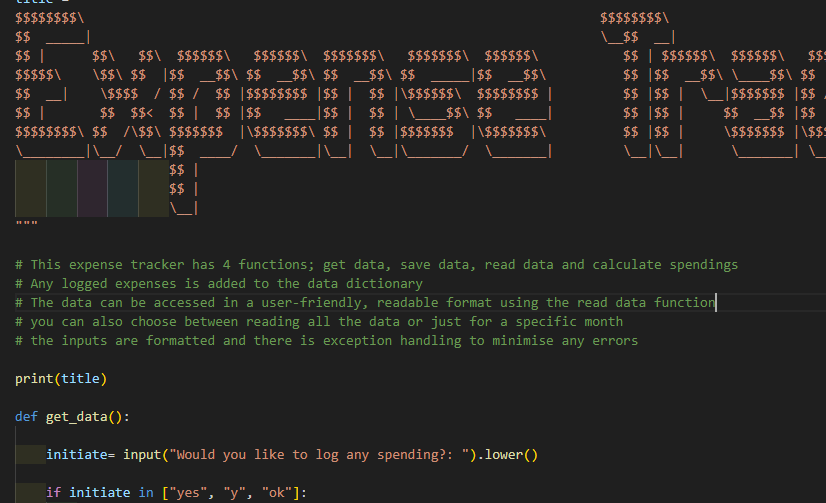 title = """
$$$$$$$$\                                                                   $$$$$$$$\
$$  _____|                                                                  \__$$  __|
$$ |      $$\   $$\  $$$$$$\   $$$$$$\  $$$$$$$\   $$$$$$$\  $$$$$$\           $$ | $$$$$$\  $$$$$$\   $$$
$$$$$\    \$$\ $$  |$$  __$$\ $$  __$$\ $$  __$$\ $$  _____|$$  __$$\          $$ |$$  __$$\ \____$$\ $$
$$  __|    \$$$$  / $$ /  $$ |$$$$$$$$ |$$ |  $$ |\$$$$$$\  $$$$$$$$ |         $$ |$$ |  \__|$$$$$$$ |$$ /
$$ |       $$  $$<  $$ |  $$ |$$   ____|$$ |  $$ | \____$$\ $$   ____|         $$ |$$ |     $$  __$$ |$$
$$$$$$$$\ $$  /\$$\ $$$$$$$  |\$$$$$$$\ $$ |  $$ |$$$$$$$  |\$$$$$$$\          $$ |$$ |     \$$$$$$$ |\$$$
\________|\__/  \__|$$  ____/  \_______|\__|  \__|\_______/  \_______|         \__|\__|      \_______| \__
                    $$ |
                    $$ |
                    \__|
"""
# This expense tracker has 4 functions; get data, save data, read data and calculate spendings
# Any logged expenses is added to the data dictionary
# The data can be accessed in a user-friendly, readable format using the read data function
# you can also choose between reading all the data or just for a specific month
# the inputs are formatted and there is exception handling to minimise any errors
print(title)
def get_data():
    initiate= input("Would you like to log any spending?: ").lower()
    if initiate in ["yes", "y", "ok"]: